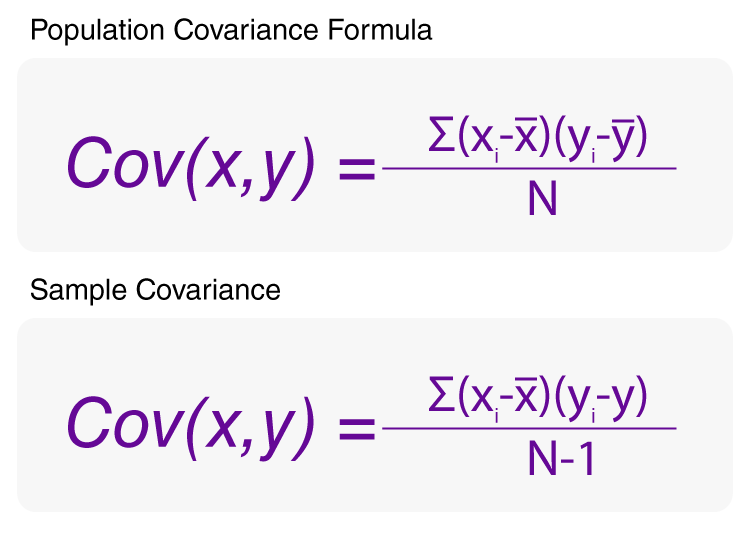 Population Covariance Formula
Cov(x,y) = Σ(xᵢ-x̅)(yᵢ-y̅)
N
Sample Covariance
Cov(x,y) = Σ(xᵢ-x̅)(yᵢ-y)
N-1